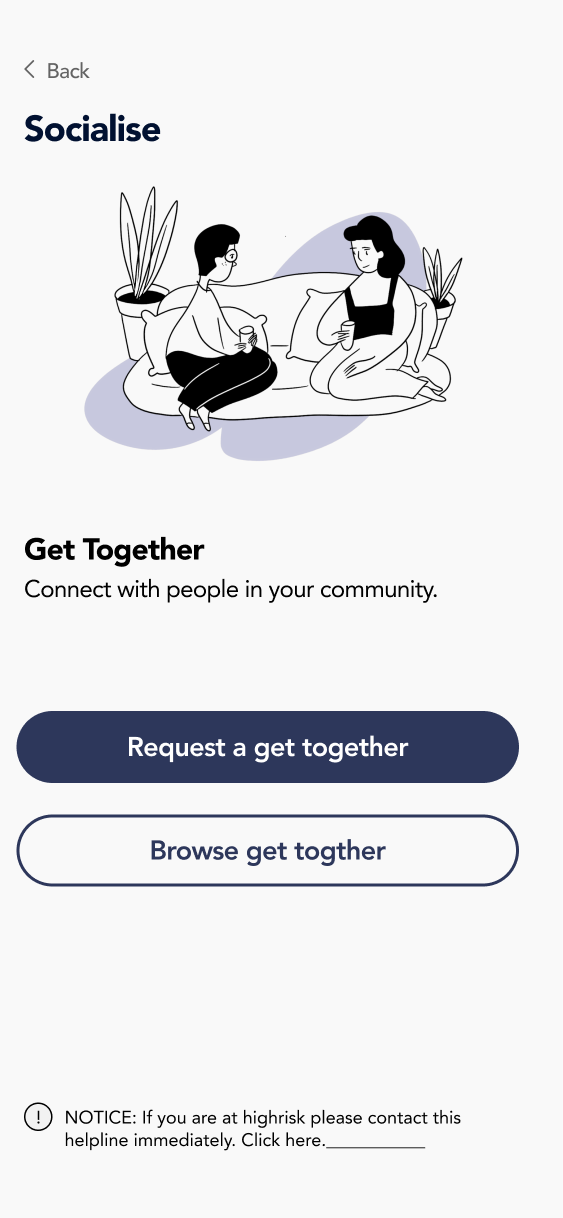 Back
Socialise
Get Together
Connect with people in your community.
Request a get together
Browse get togther
NOTICE: If you are at highrisk please contact this
helpline immediately. Click here.__________